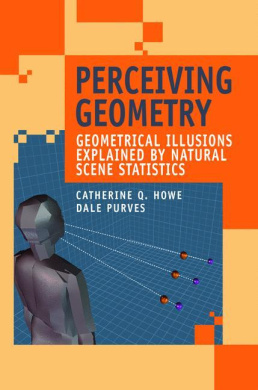 PERCEIVING
GEOMETRY
GEOMETRICAL ILLUSIONS
EXPLAINED BY NATURAL
SCENE STATISTICS
CATHERINE Q. HOWE
DALE PURVES